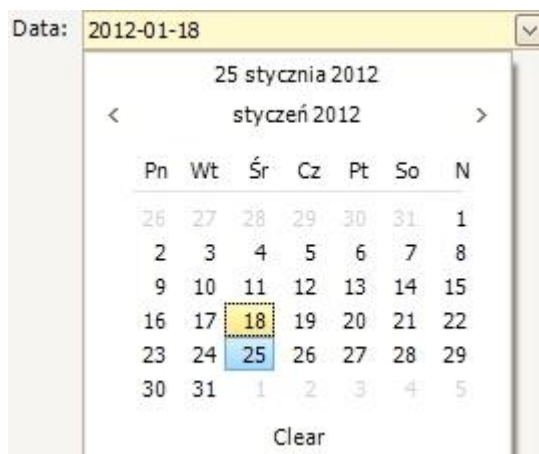 Data: 2012-01-18
25 stycznia 2012
< styczeń 2012 >
Pn Wt Śr Cz Pt So N
26 27 28 29 30 31 1
2 3 4 5 6 7 8
9 10 11 12 13 14 15
16 17 18 19 20 21 22
23 24 25 26 27 28 29
30 31 1 2 3 4 5
Clear